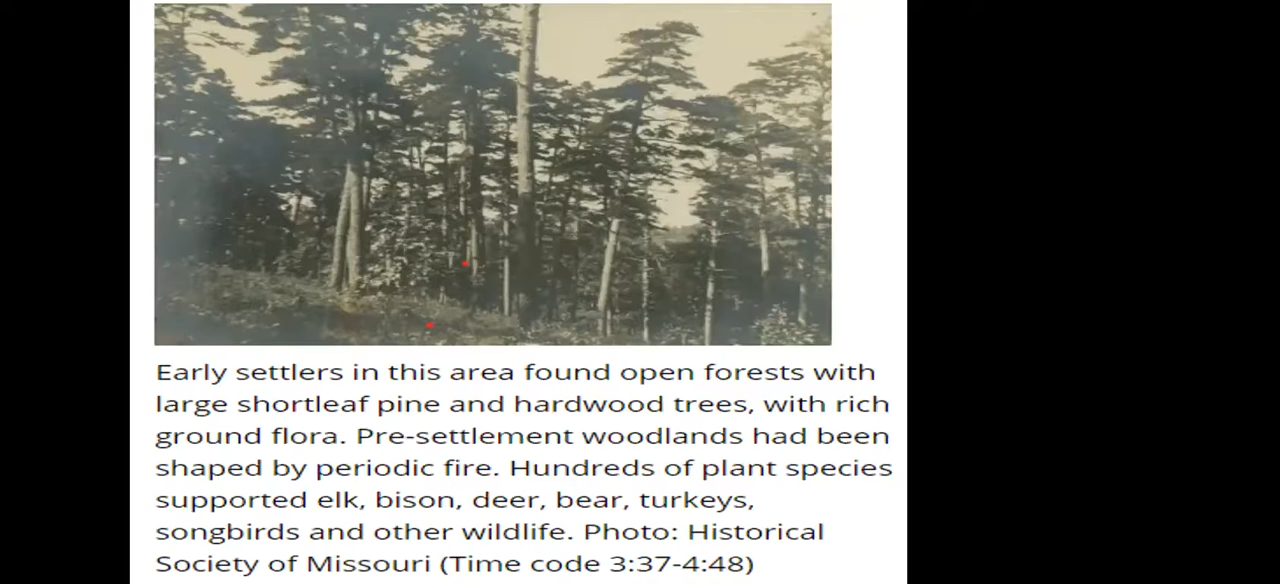 Early settlers in this area found open forests with
large shortleaf pine and hardwood trees, with rich
ground flora. Pre-settlement woodlands had been
shaped by periodic fire. Hundreds of plant species
supported elk, bison, deer, bear, turkeys,
songbirds and other wildlife. Photo: Historical
Society of Missouri (Time code 3:37-4:48)